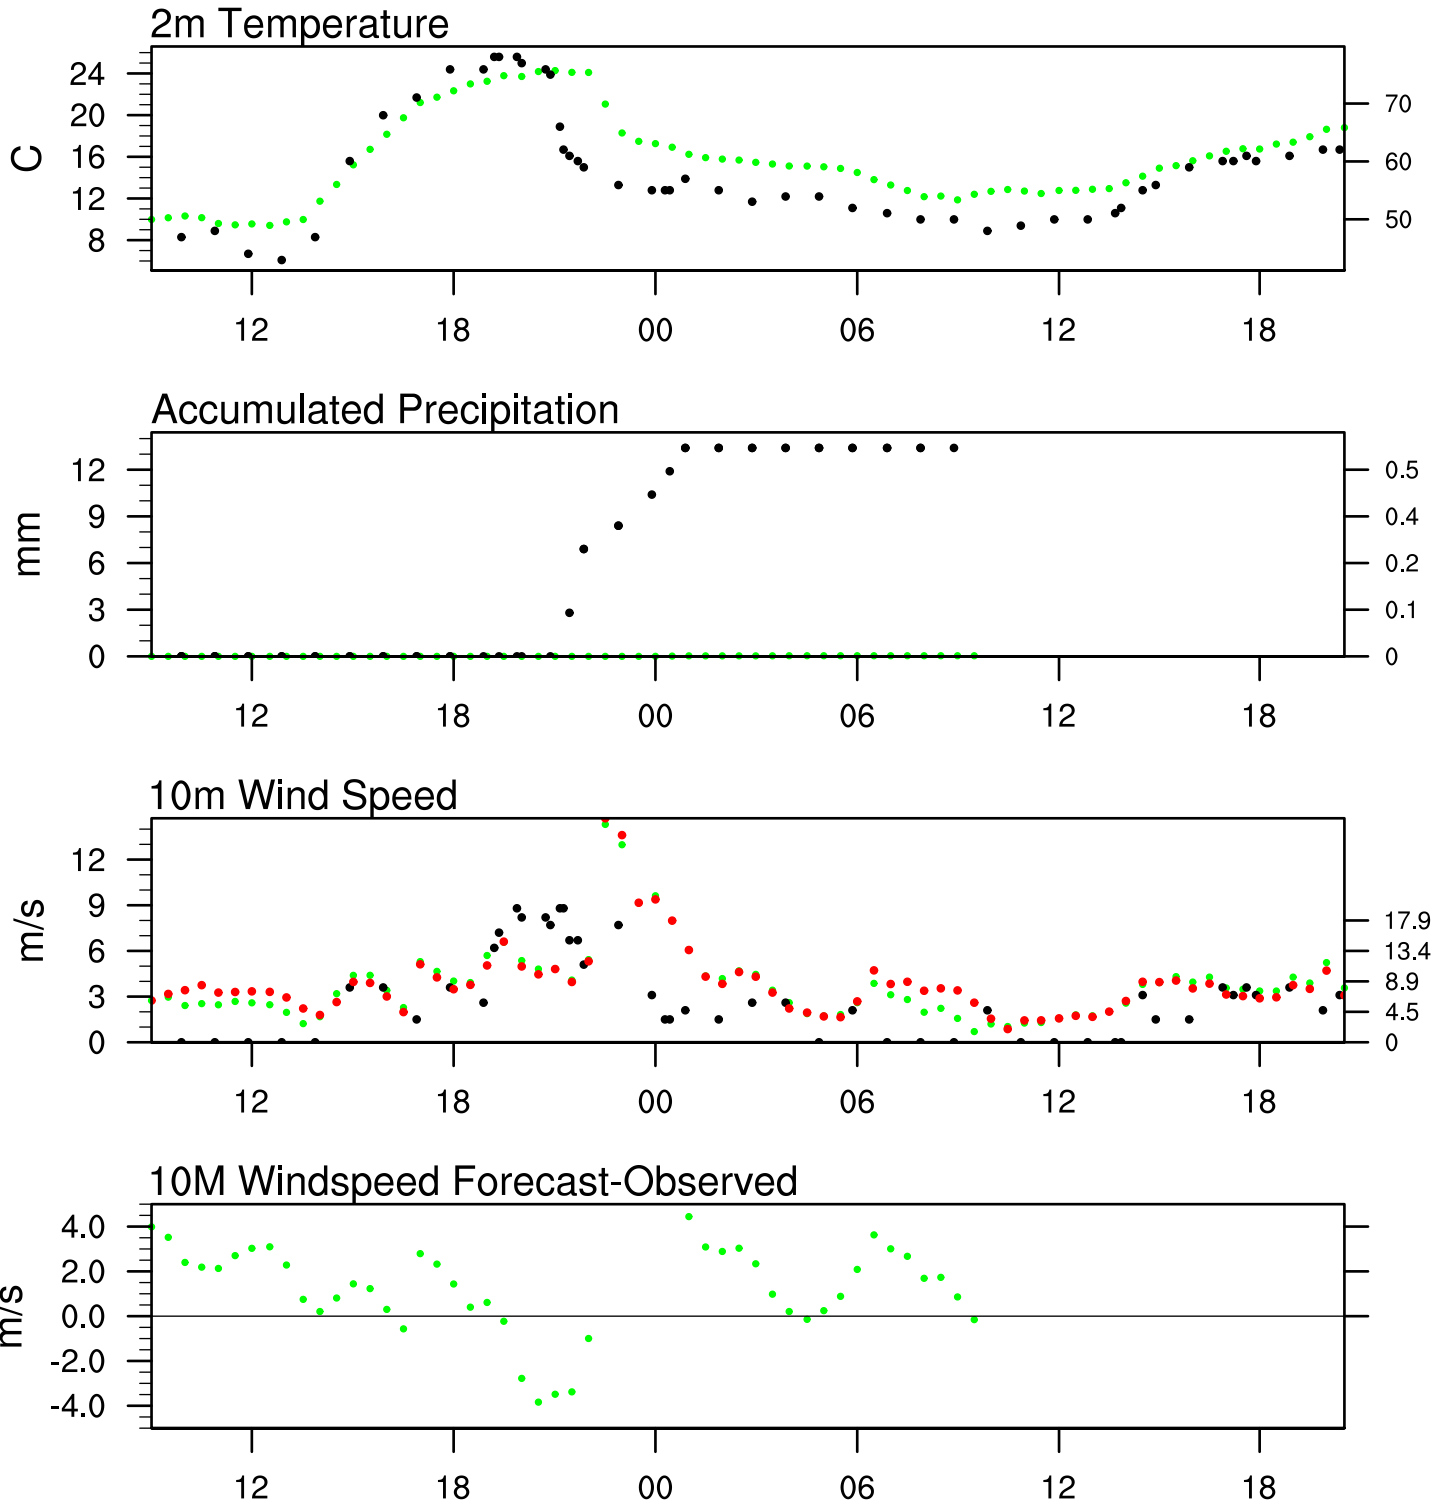 2m Temperature
24
20
16
12
8
C
70
60
50
12 18 00 06 12 18
Accumulated Precipitation
12
9
6
3
0
mm
0.5
0.4
0.2
0.1
0
12 18 00 06 12 18
10m Wind Speed
12
9
6
3
0
m/s
17.9
13.4
8.9
4.5
0
12 18 00 06 12 18
10M Windspeed Forecast-Observed
4.0
2.0
0.0
-2.0
-4.0
m/s
12 18 00 06 12 18